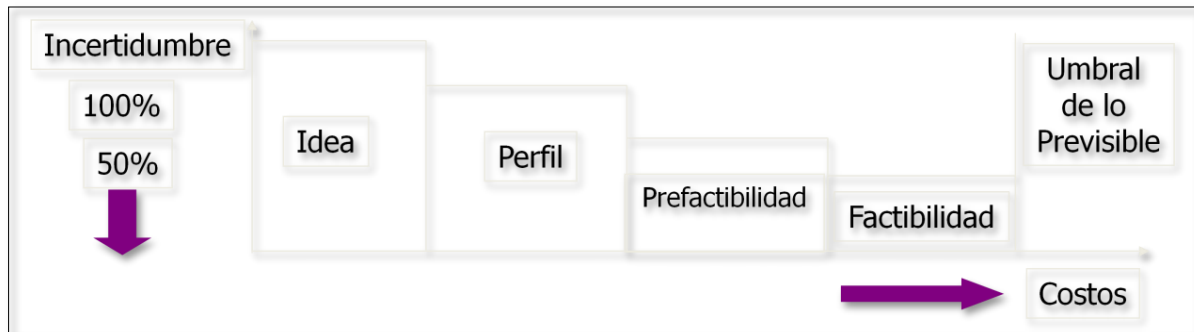 Incertidumbre
100%
50%
Idea
Perfil
Prefactibilidad
Factibilidad
Umbral
de lo
Previsible
Costos